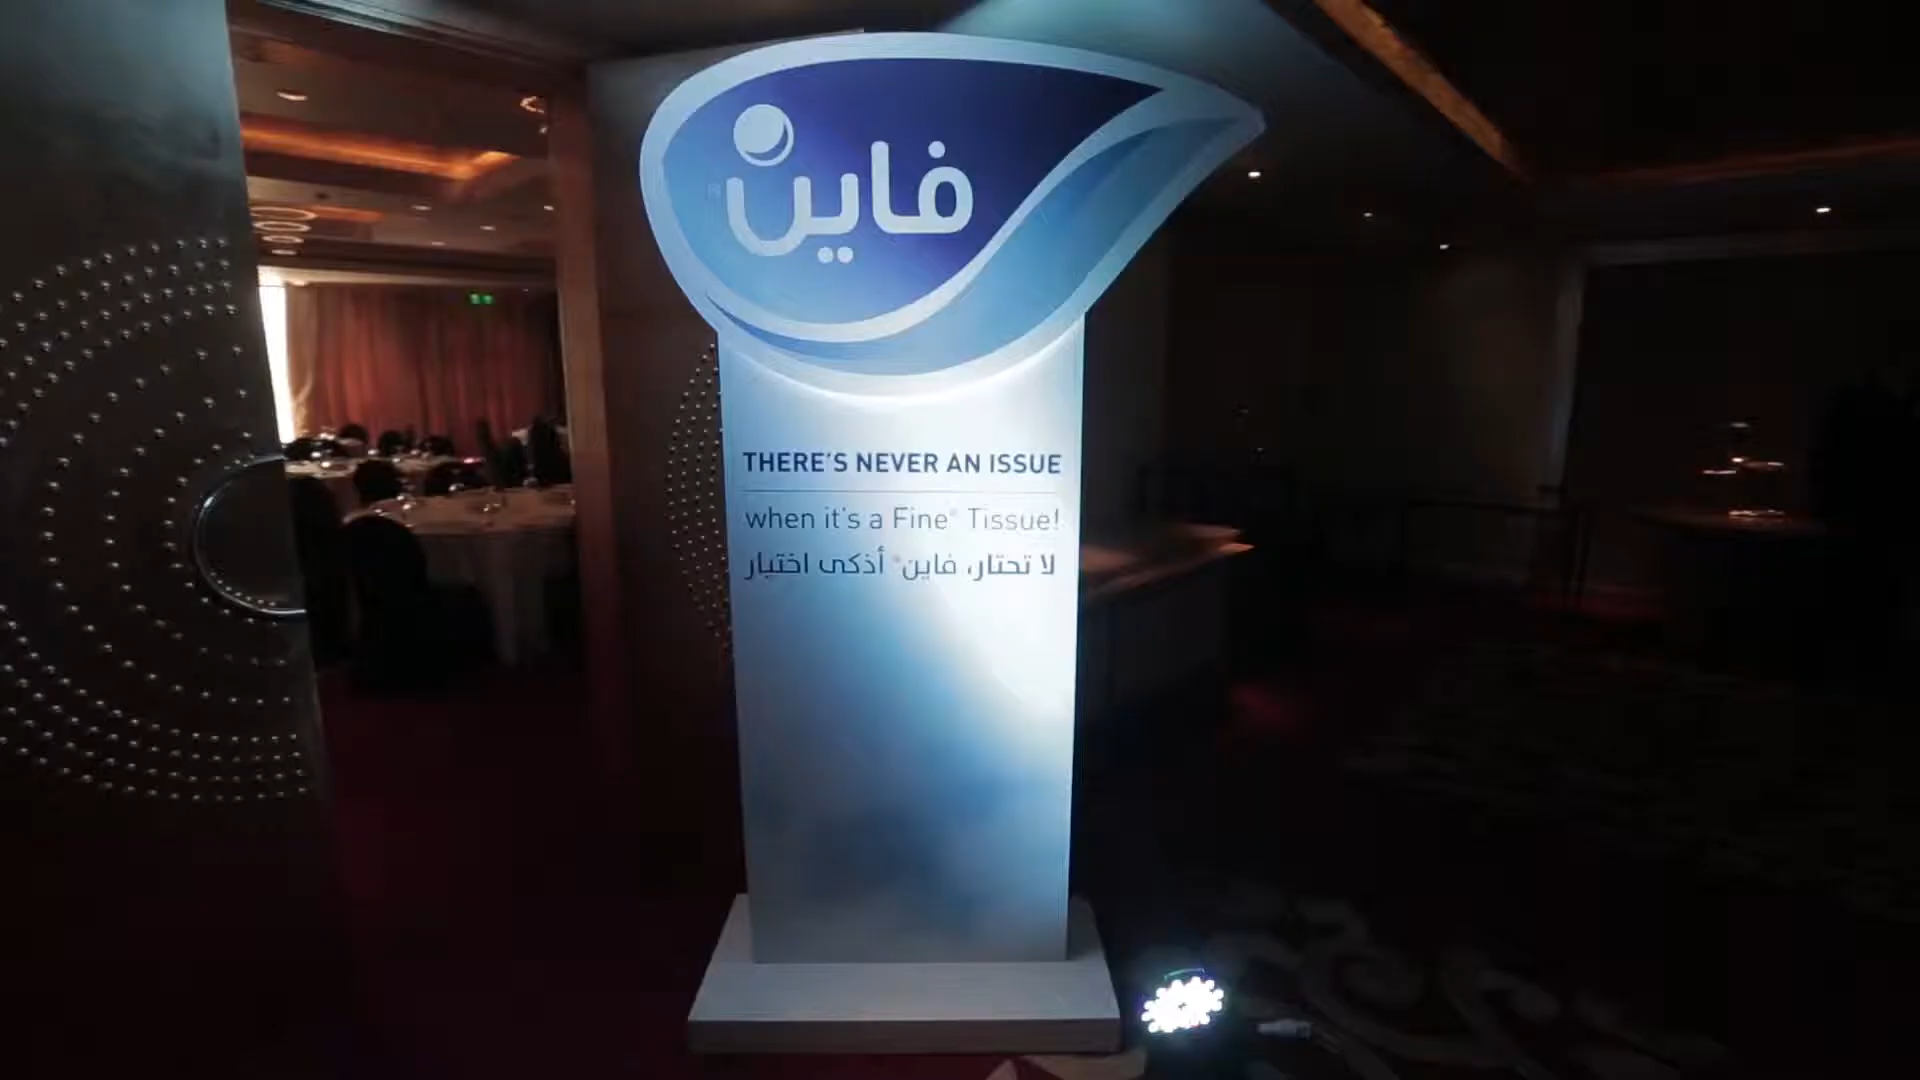 فاين
THERE'S NEVER AN ISSUE
when it's a Fine® Tissue!
لا تحتار، فاين® أذكى اختيار